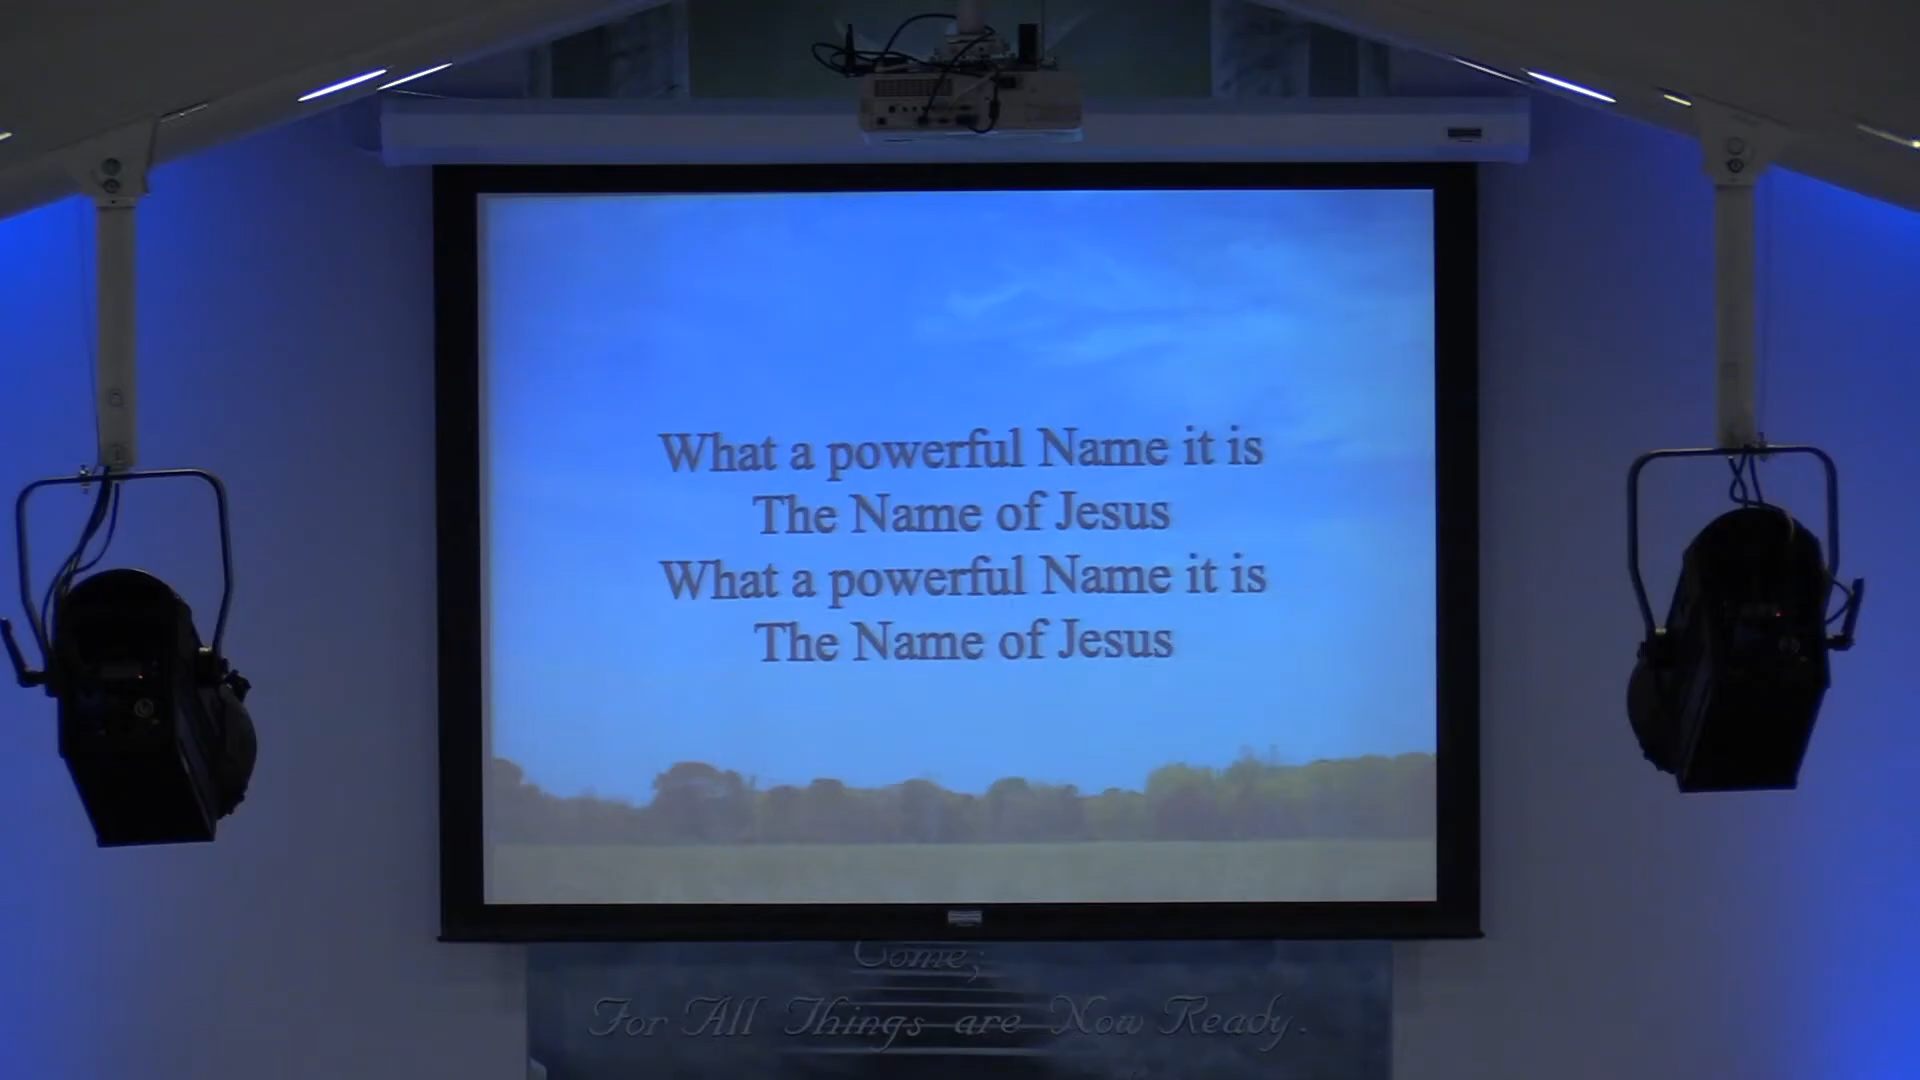 What a powerful Name it is
The Name of Jesus
What a powerful Name it is
The Name of Jesus
Come;
For All Things are Now Ready.